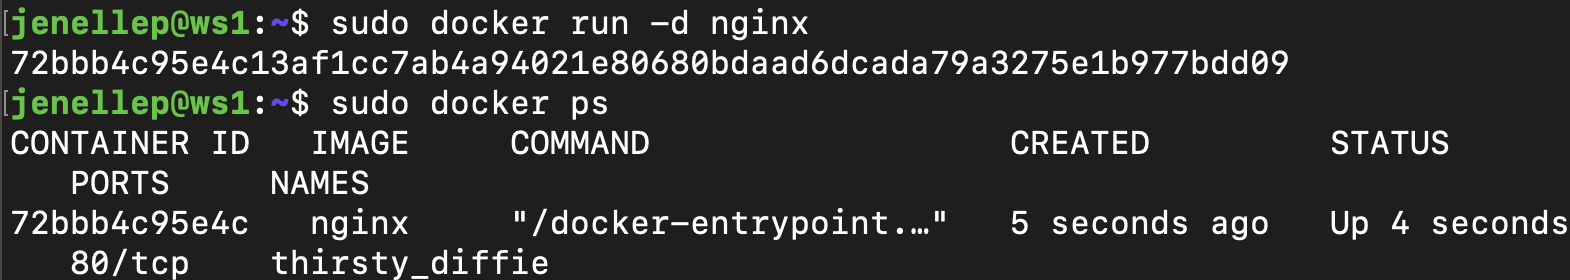 [jenellep@ws1:~$ sudo docker run -d nginx
72bbb4c95e4c13af1cc7ab4a94021e80680bdaad6dcada79a3275e1b977bdd09
[jenellep@ws1:~$ sudo docker ps
CONTAINER ID   IMAGE     COMMAND                  CREATED         STATUS
   PORTS     NAMES
72bbb4c95e4c   nginx     "/docker-entrypoint.…"   5 seconds ago   Up 4 seconds
   80/tcp    thirsty_diffie